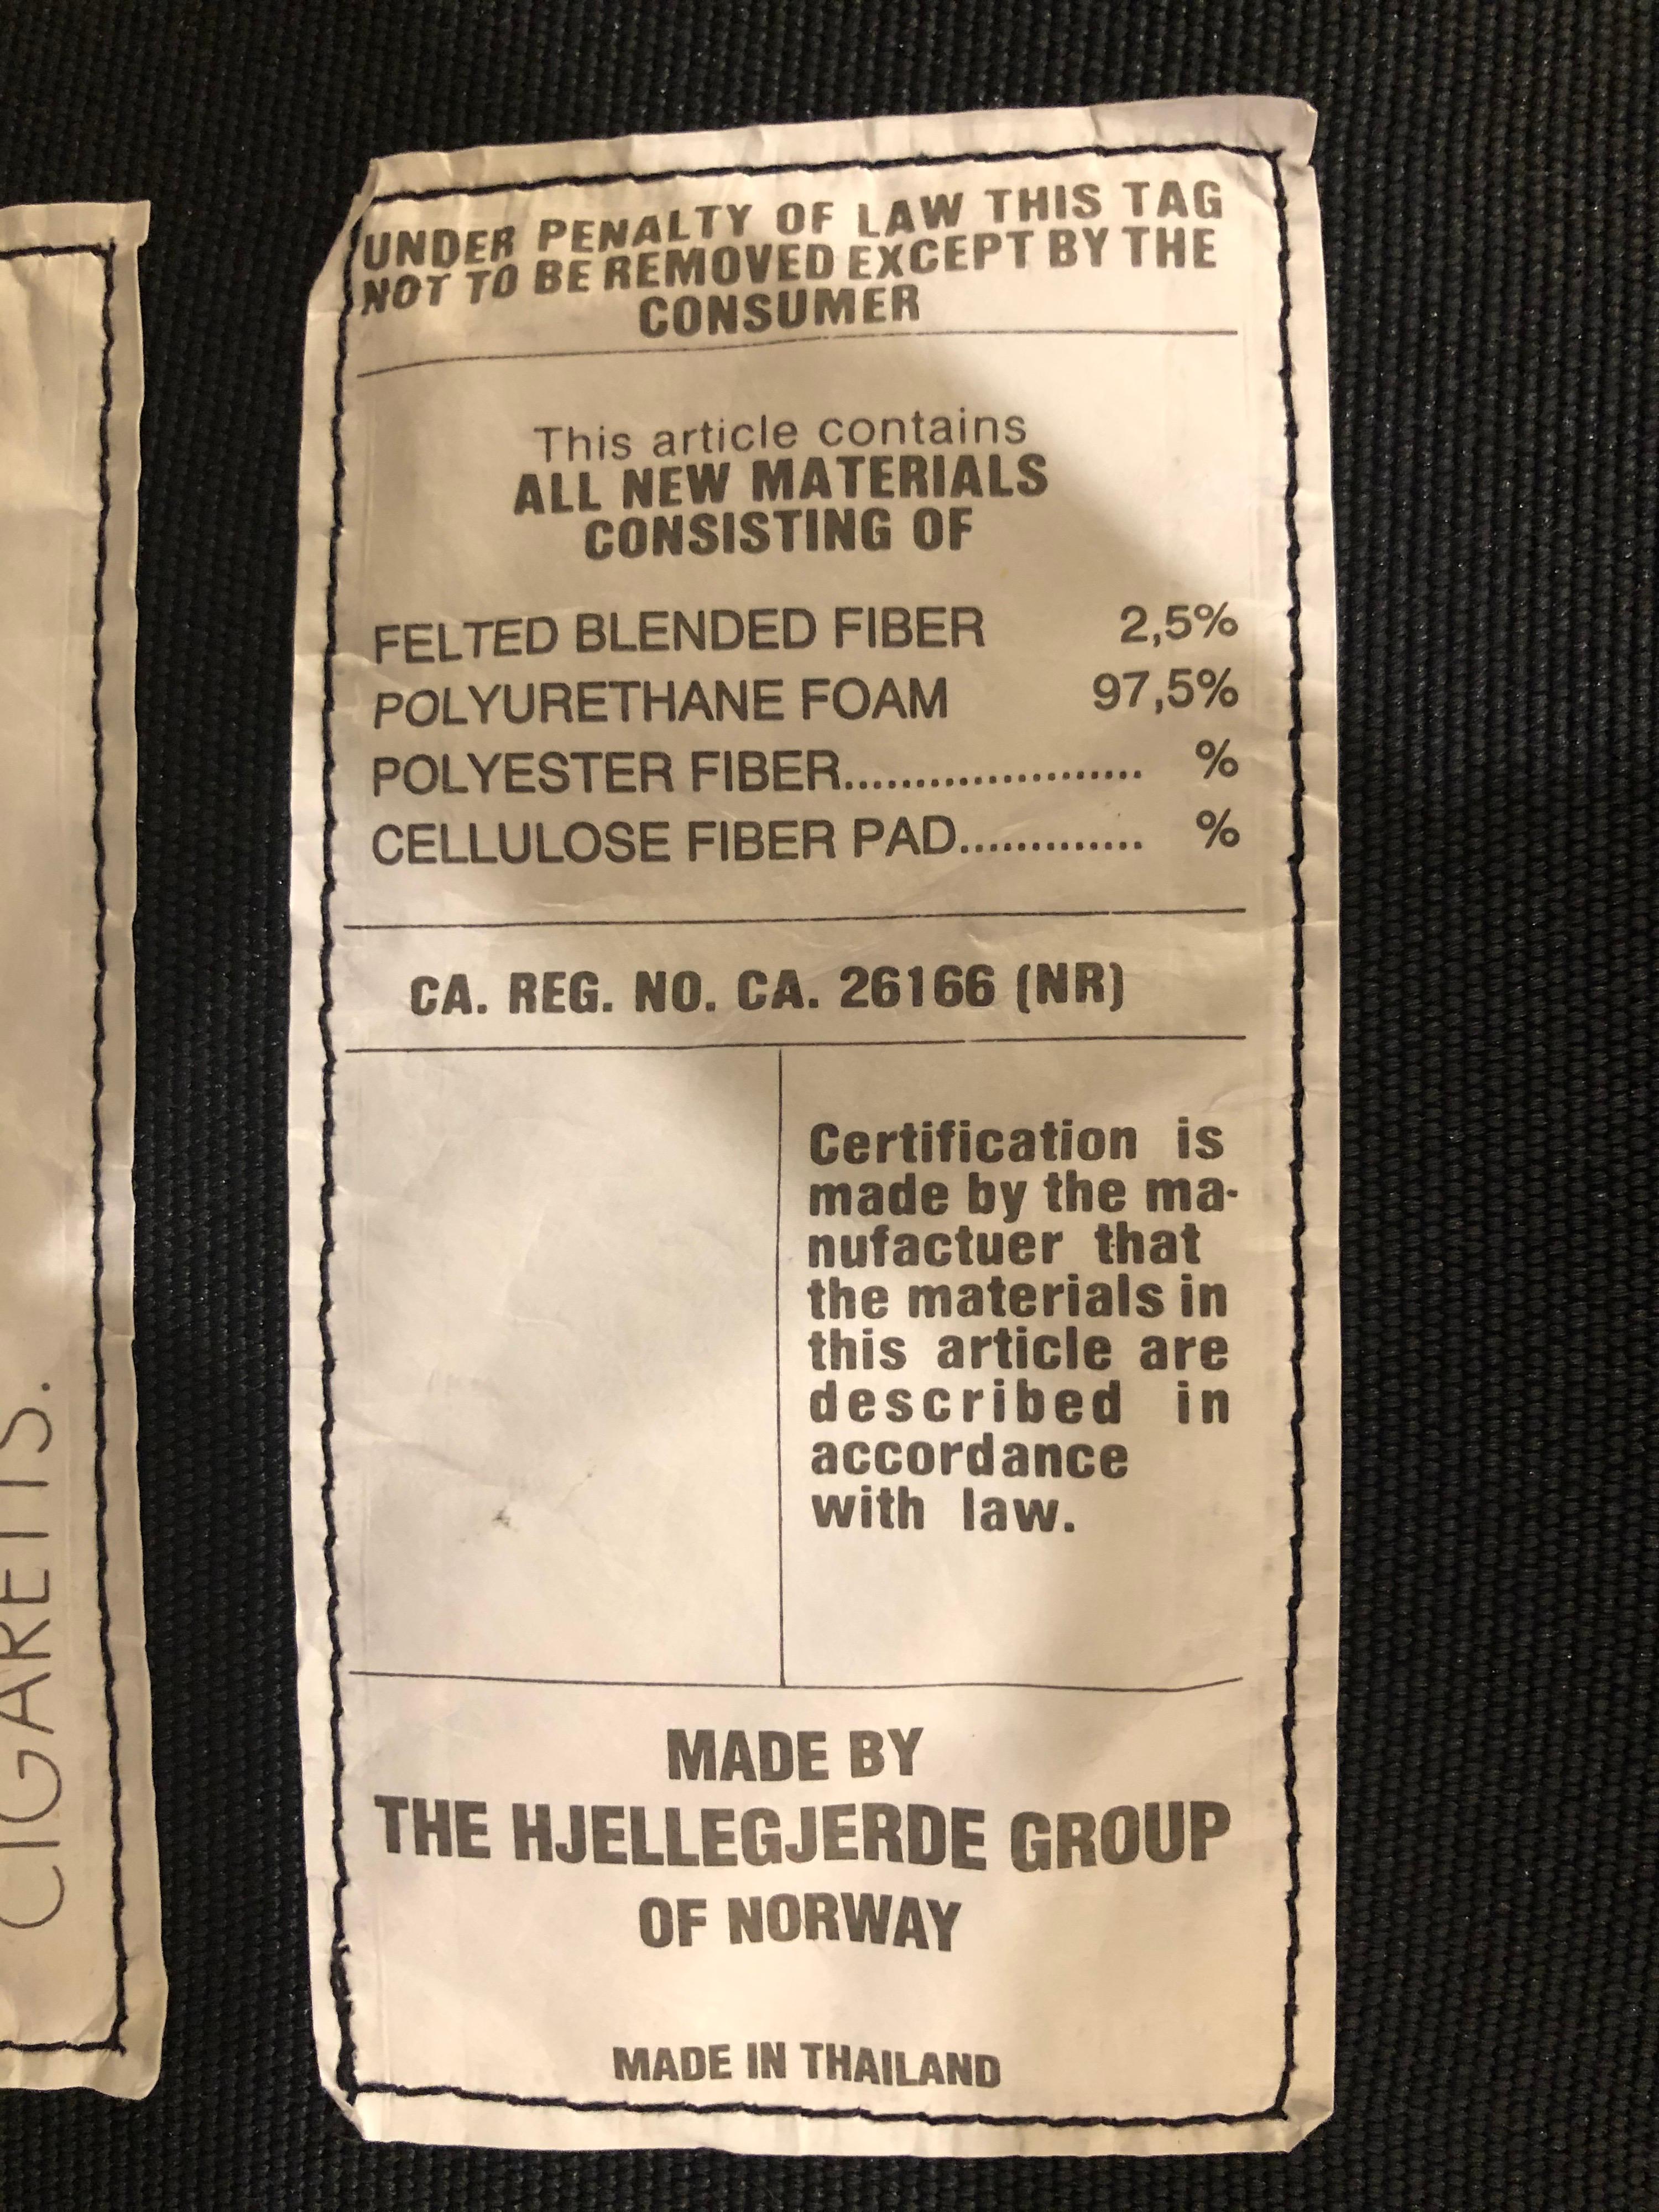 UNDER PENALTY OF LAW THIS TAG
NOT TO BE REMOVED EXCEPT BY THE
CONSUMER
This article contains
ALL NEW MATERIALS
CONSISTING OF
FELTED BLENDED FIBER 2,5%
POLYURETHANE FOAM 97,5%
POLYESTER FIBER..................... %
CELLULOSE FIBER PAD............. %
CA. REG. NO. CA. 26166 (NR)
Certification is
made by the ma-
nufactuer that
the materials in
this article are
described in
accordance
with law.
MADE BY
THE HJELLEGJERDE GROUP
OF NORWAY
MADE IN THAILAND
CIGARETTS.